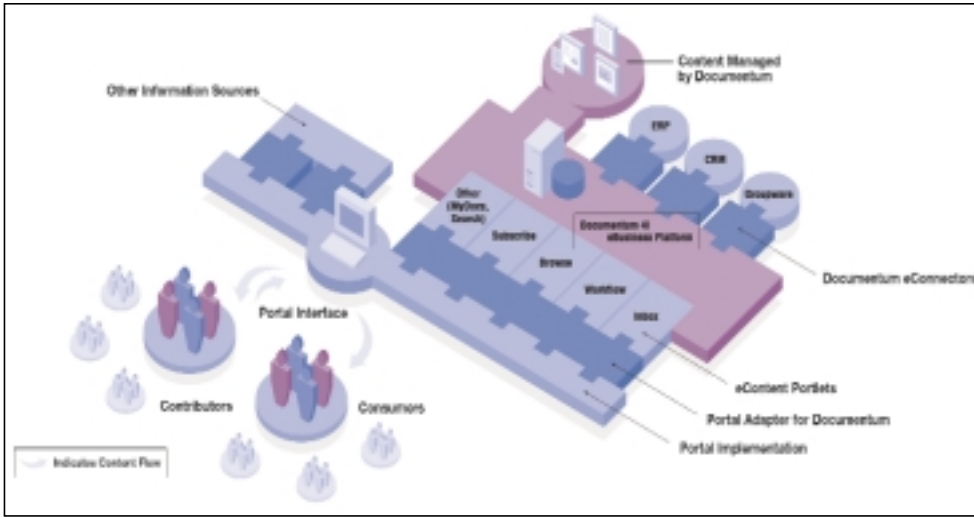 Content Managed
by Documentum
Other Information Sources
ERP
CRM
Groupware
Other
(MyDocs,
Search)
Subscribe
Documentum 4i
eBusiness Platform
Browse
Workflow
Inbox
Documentum eConnectors
Portal Interface
eContent Portlets
Contributors
Consumers
Portal Adapter for Documentum
Portal Implementation
Indicates Content Flow